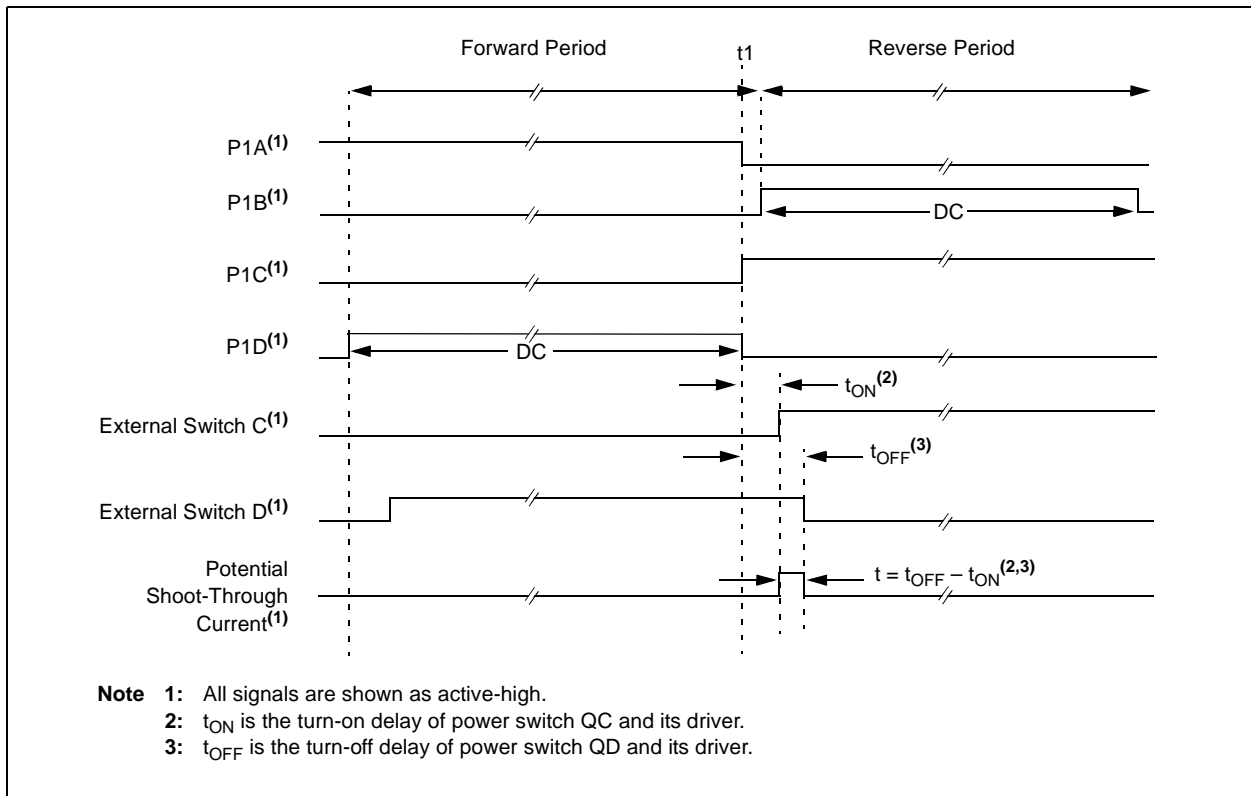 Forward Period
t1
Reverse Period
P1A(1)
P1B(1)
DC
P1C(1)
P1D(1)
DC
tON(2)
External Switch C(1)
tOFF(3)
External Switch D(1)
Potential
Shoot-Through
Current(1)
t = tOFF – tON(2,3)
Note 1: All signals are shown as active-high.
2: tON is the turn-on delay of power switch QC and its driver.
3: tOFF is the turn-off delay of power switch QD and its driver.